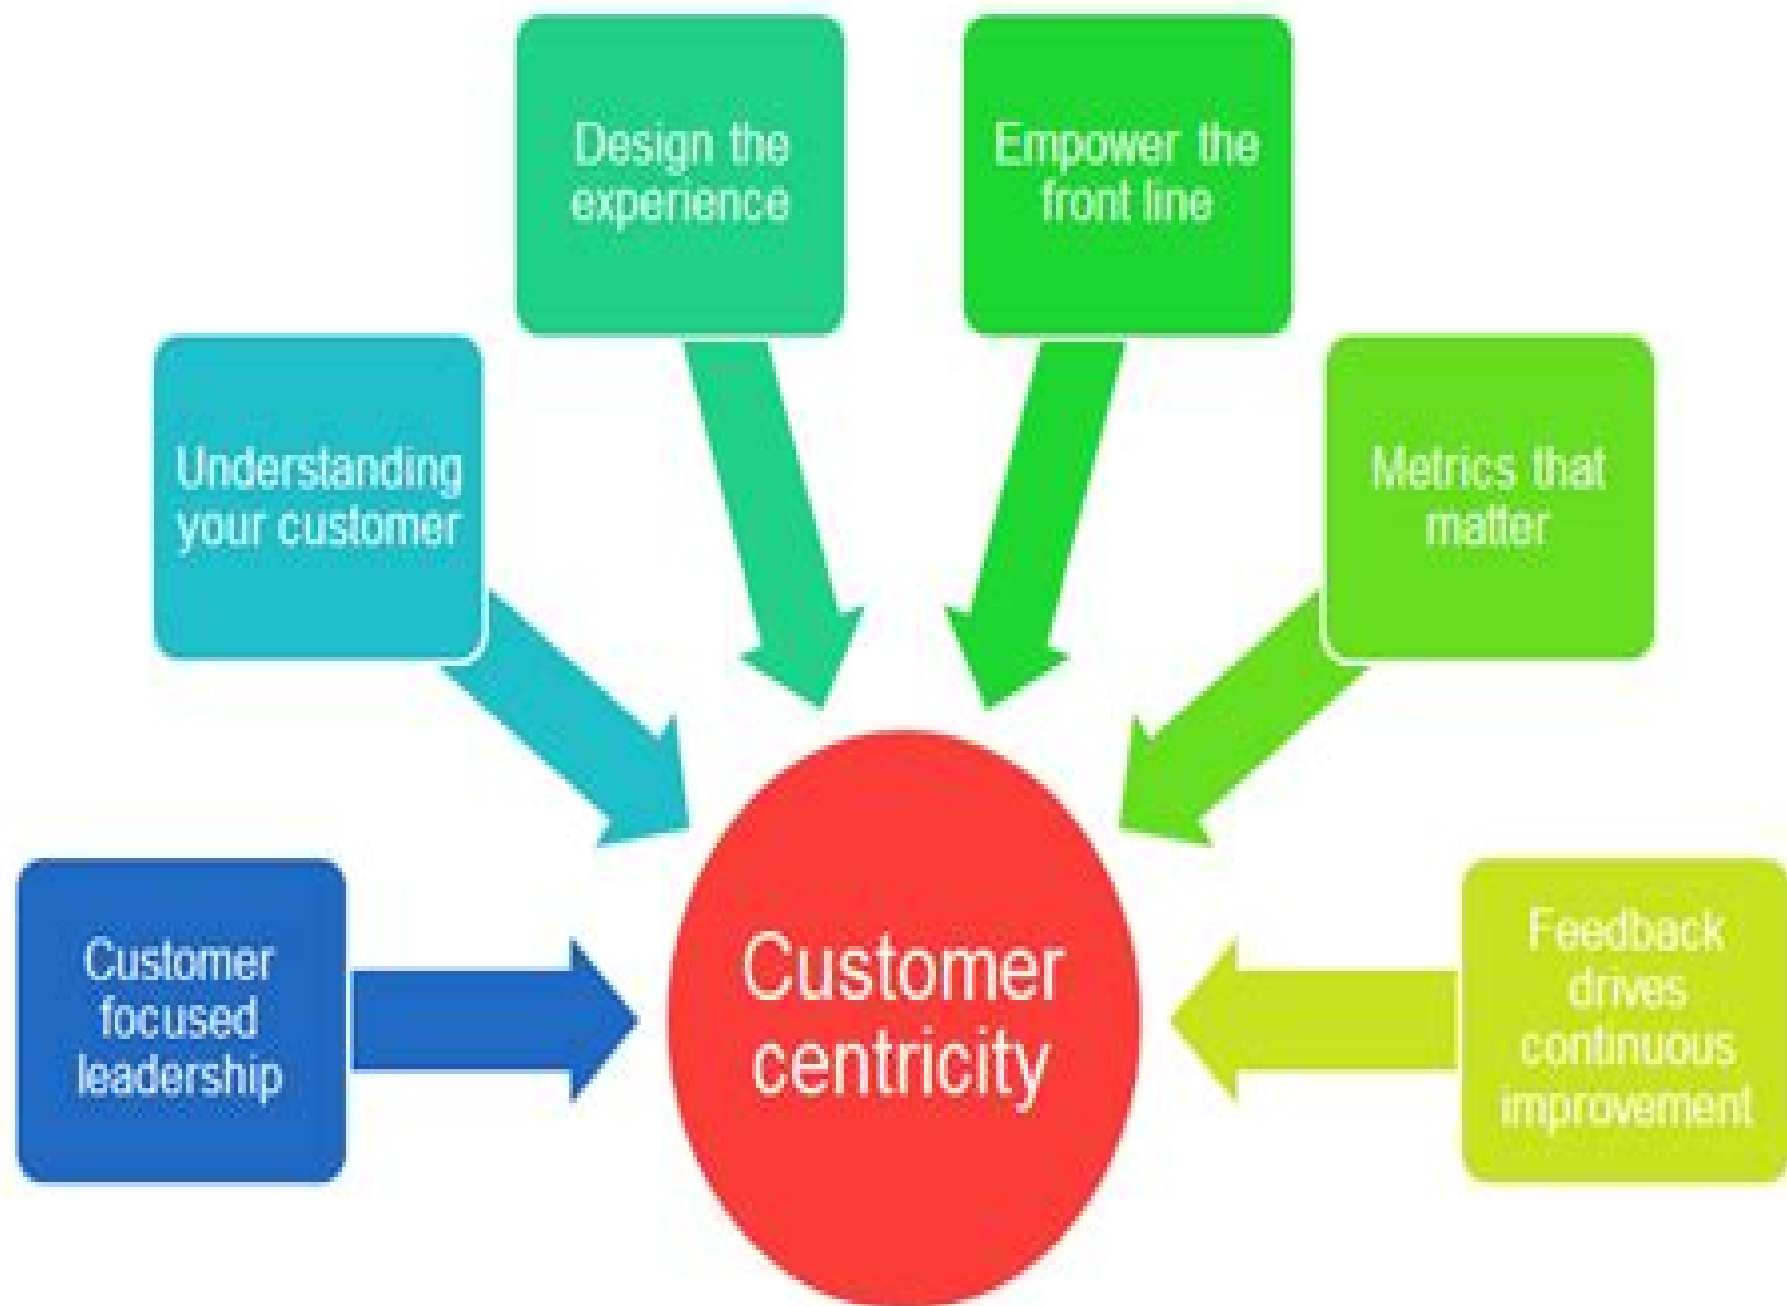 Design the
experience
Empower the
front line
Understanding
your customer
Metrics that
matter
Customer
focused
leadership
Customer
centricity
Feedback
drives
continuous
improvement